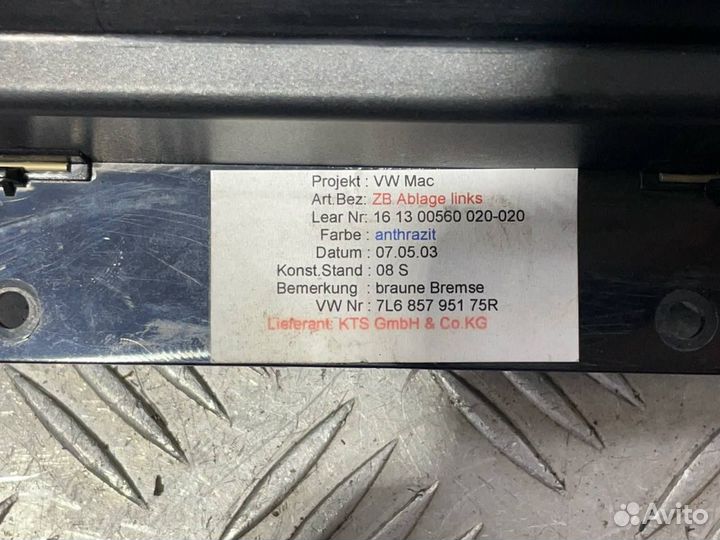 Projekt : VW Mac
Art.Bez: ZB Ablage links
Lear Nr: 16 13 00560 020-020
Farbe : anthrazit
Datum : 07.05.03
Konst.Stand : 08 S
Bemerkung : braune Bremse
VW Nr : 7L6 857 951 75R
Lieferant: KTS GmbH & Co.KG
Avito